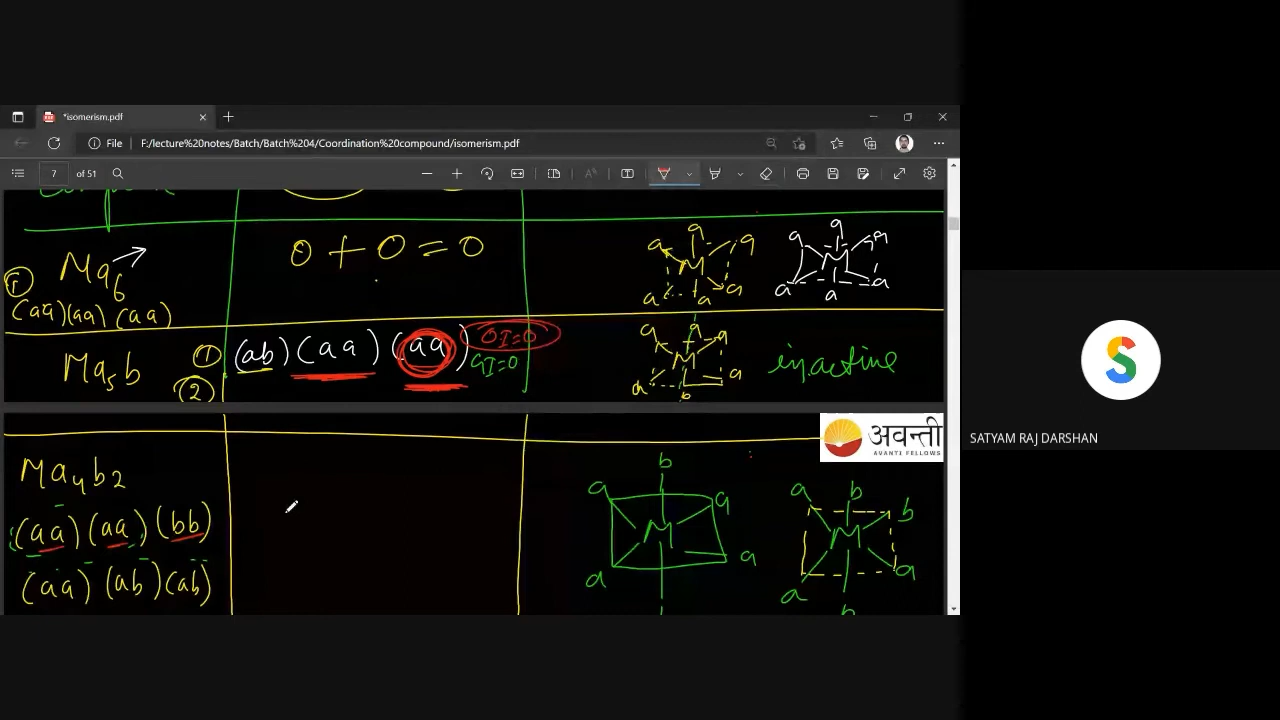 *isomerism.pdf
File
F:/lecture%20notes/Batch/Batch%204/Coordination%20compound/isomerism.pdf
7 of 51
Ma6
0 + 0 = 0
(aa)(aa)(aa)
a a a
M
a a a
a a a
M
a a a
Ma5b
① (ab)(aa)(aa) OI=0
② GI=0
a a a
M
a b a
inactive
अवन्ती
AVANTI FELLOWS
Ma4b2
(aa)(aa)(bb)
(aa)(ab)(ab)
b
a a
M
a a
a b b
M
a b a
SATYAM RAJ DARSHAN